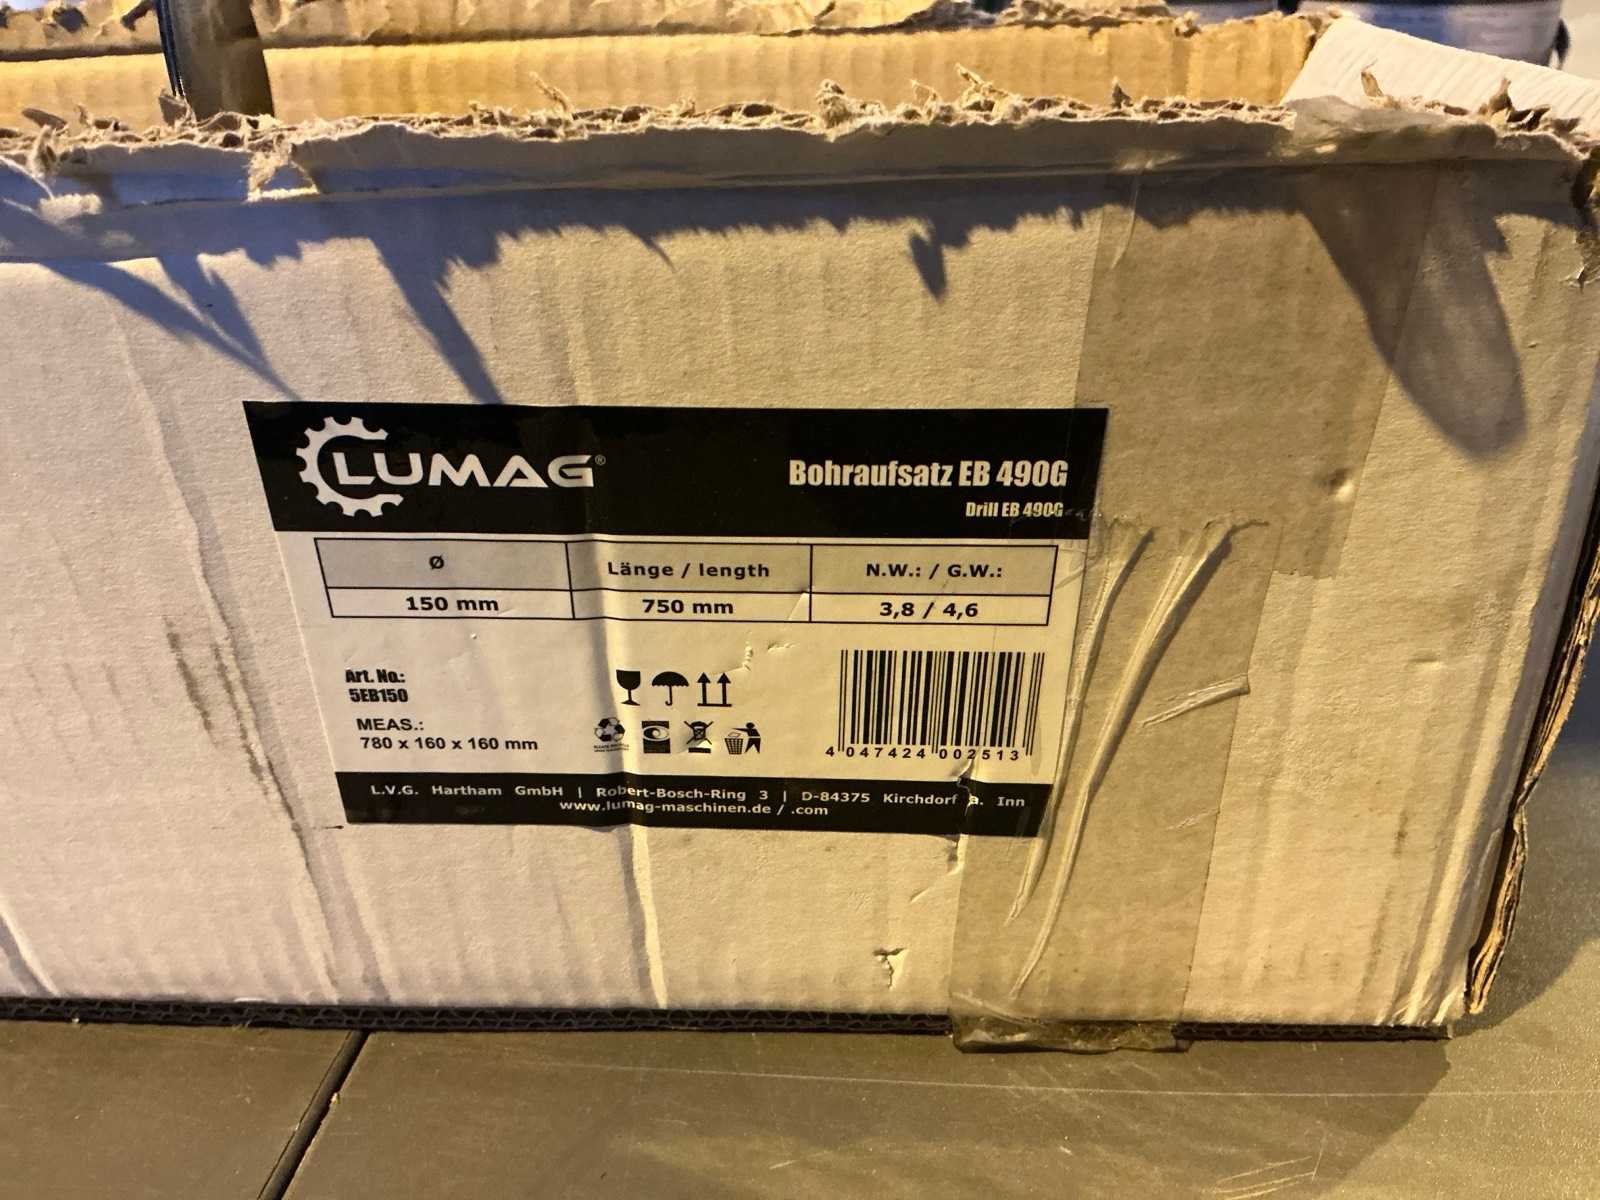 LUMAG®
Bohraufsatz EB 490G
Drill EB 490G
Ø Länge / length N.W.: / G.W.:
150 mm 750 mm 3,8 / 4,6
Art. No.:
5EB150
MEAS.:
780 x 160 x 160 mm
4 047424 002513
L.V.G. Hartham GmbH | Robert-Bosch-Ring 3 | D-84375 Kirchdorf a. Inn
www.lumag-maschinen.de / .com